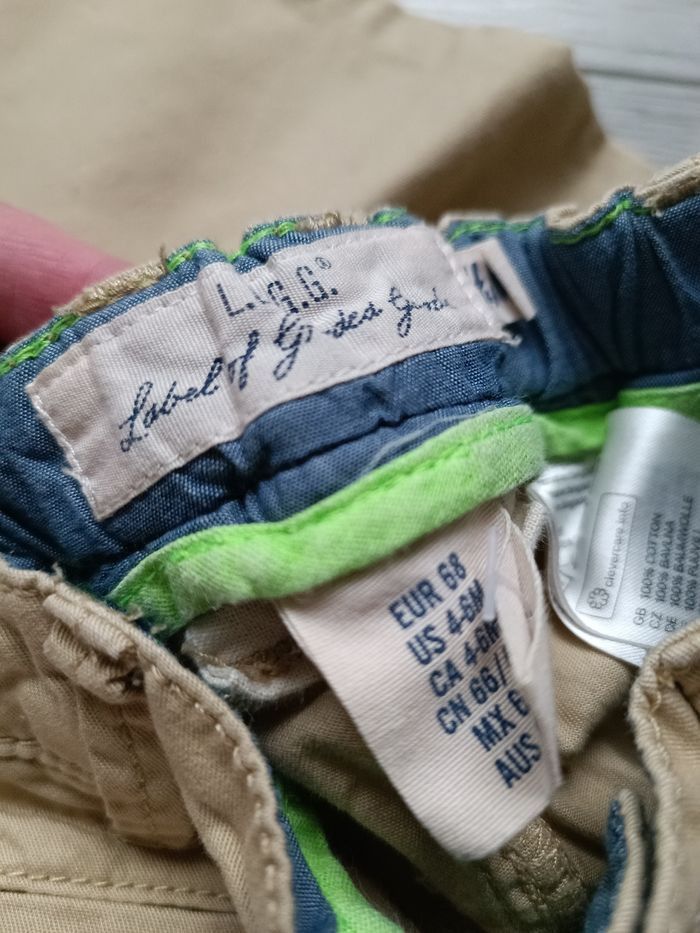 L.O.G.G.®
Label of Graded Goods
EUR 68
US 4-6M
CA 4-6M
CN 66/
MX 6
AUS
clevercare.info
GB 100% COTTON
CZ 100% BAVLNA
DE 100% BAUMWOLLE